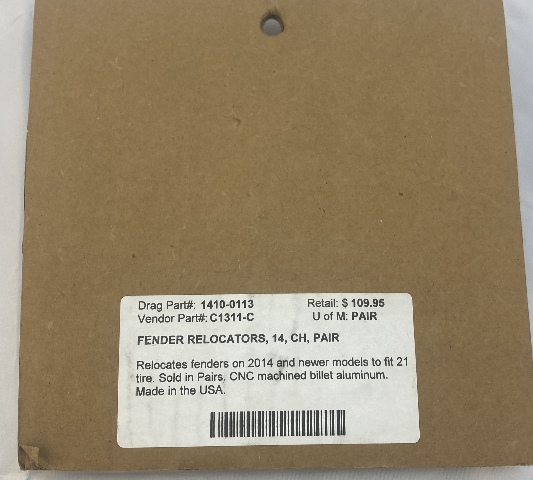 Drag Part#: 1410-0113 Retail: $ 109.95
Vendor Part#: C1311-C U of M: PAIR
FENDER RELOCATORS, 14, CH, PAIR
Relocates fenders on 2014 and newer models to fit 21
tire. Sold in Pairs, CNC machined billet aluminum.
Made in the USA.